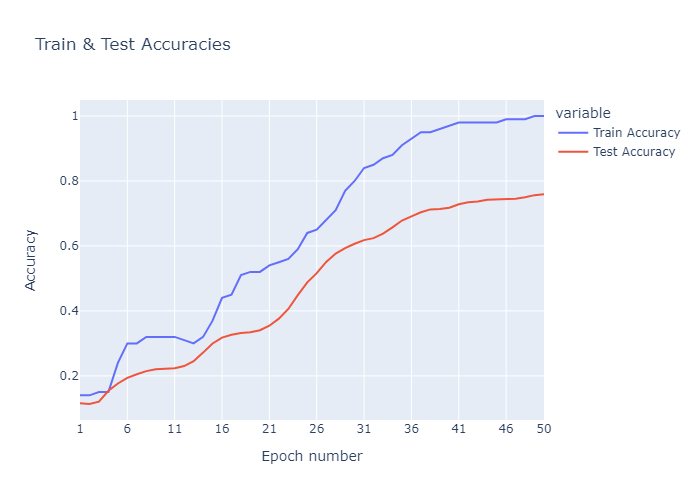 Train & Test Accuracies
variable
Train Accuracy
Test Accuracy
Accuracy
1
0.8
0.6
0.4
0.2
1 6 11 16 21 26 31 36 41 46 50
Epoch number